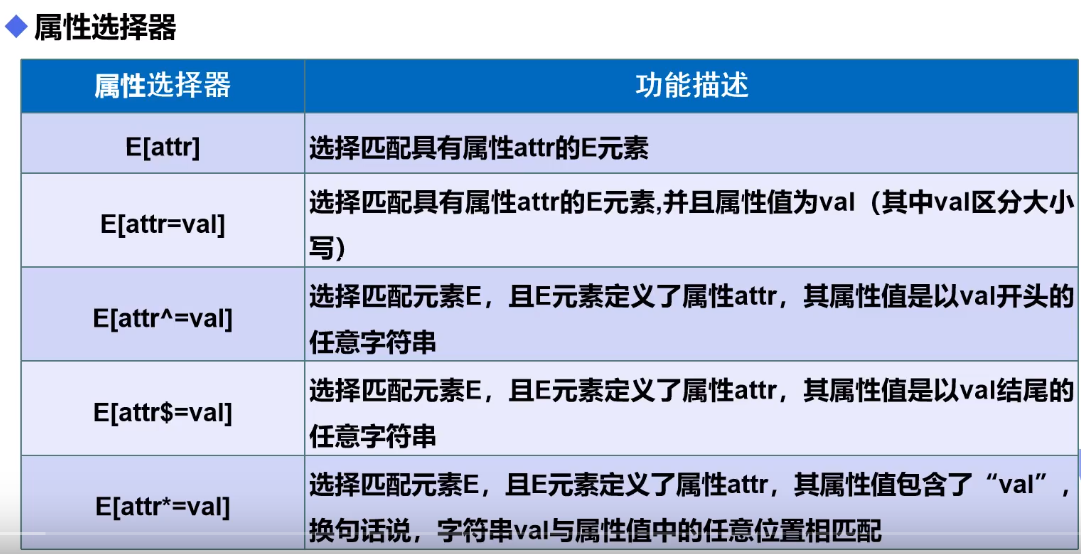 属性选择器
属性选择器
功能描述
E[attr]
选择匹配具有属性attr的E元素
E[attr=val]
选择匹配具有属性attr的E元素,并且属性值为val（其中val区分大小
写）
E[attr^=val]
选择匹配元素E，且E元素定义了属性attr，其属性值是以val开头的
任意字符串
E[attr$=val]
选择匹配元素E，且E元素定义了属性attr，其属性值是以val结尾的
任意字符串
E[attr*=val]
选择匹配元素E，且E元素定义了属性attr，其属性值包含了“val”，
换句话说，字符串val与属性值中的任意位置相匹配